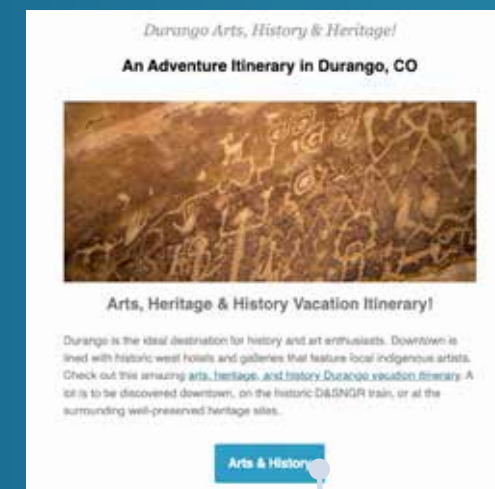 Durango Arts, History & Heritage!
An Adventure Itinerary in Durango, CO
Arts, Heritage & History Vacation Itinerary!
Durango is the ideal destination for history and art enthusiasts. Downtown is
lined with historic west hotels and galleries that feature local indigenous artists.
Check out this amazing arts, heritage, and history Durango vacation itinerary. A
lot is to be discovered downtown, on the historic D&SNGR train, or at the
surrounding well-preserved heritage sites.
Arts & History